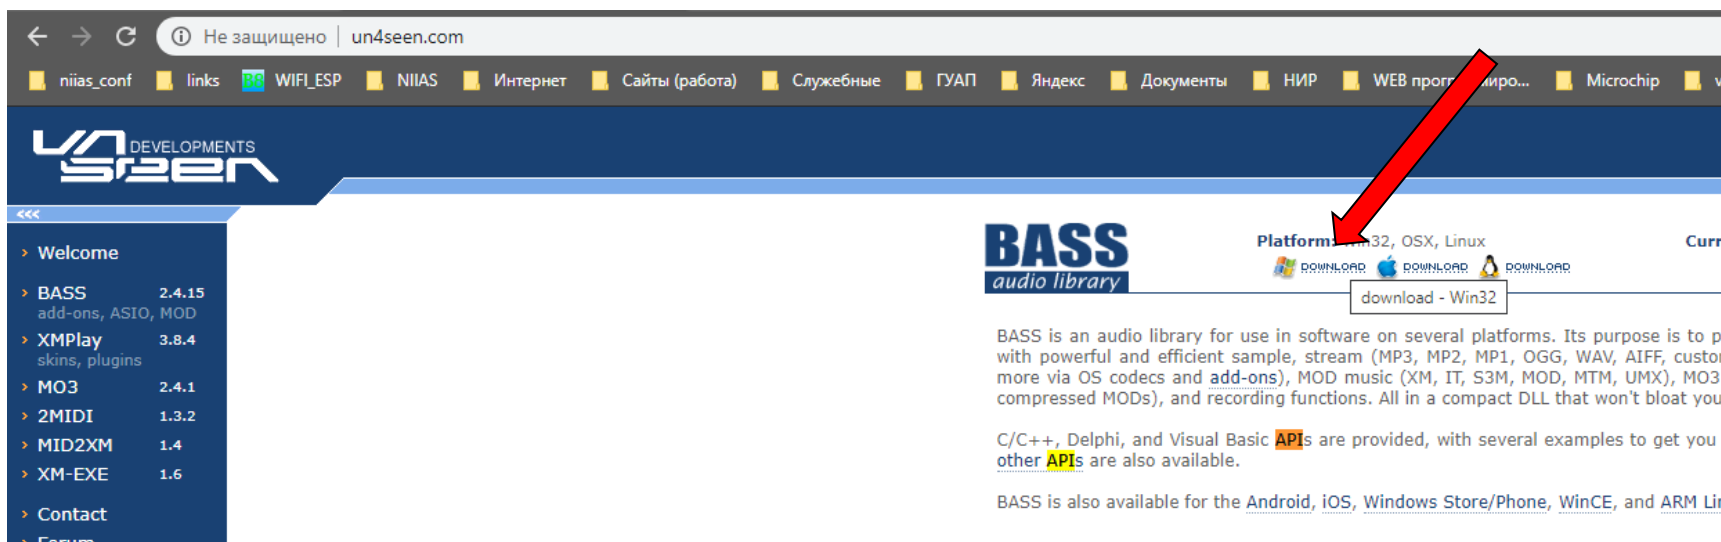 Не защищено | un4seen.com
niias_conf links WIFI_ESP NIIAS Интернет Сайты (работа) Служебные ГУАП Яндекс Документы НИР WEB Microchip
UN4SEEN DEVELOPMENTS
<<<
Welcome
BASS 2.4.15
add-ons, ASIO, MOD
XMPlay 3.8.4
skins, plugins
MO3 2.4.1
2MIDI 1.3.2
MID2XM 1.4
XM-EXE 1.6
Contact
Forum
BASS
audio library
Platform: 32, OSX, Linux
Curr
DOWNLOAD DOWNLOAD DOWNLOAD
download - Win32
BASS is an audio library for use in software on several platforms. Its purpose is to p
with powerful and efficient sample, stream (MP3, MP2, MP1, OGG, WAV, AIFF, custo
more via OS codecs and add-ons), MOD music (XM, IT, S3M, MOD, MTM, UMX), MO3
compressed MODs), and recording functions. All in a compact DLL that won't bloat you
C/C++, Delphi, and Visual Basic APIs are provided, with several examples to get you
other APIs are also available.
BASS is also available for the Android, iOS, Windows Store/Phone, WinCE, and ARM Li